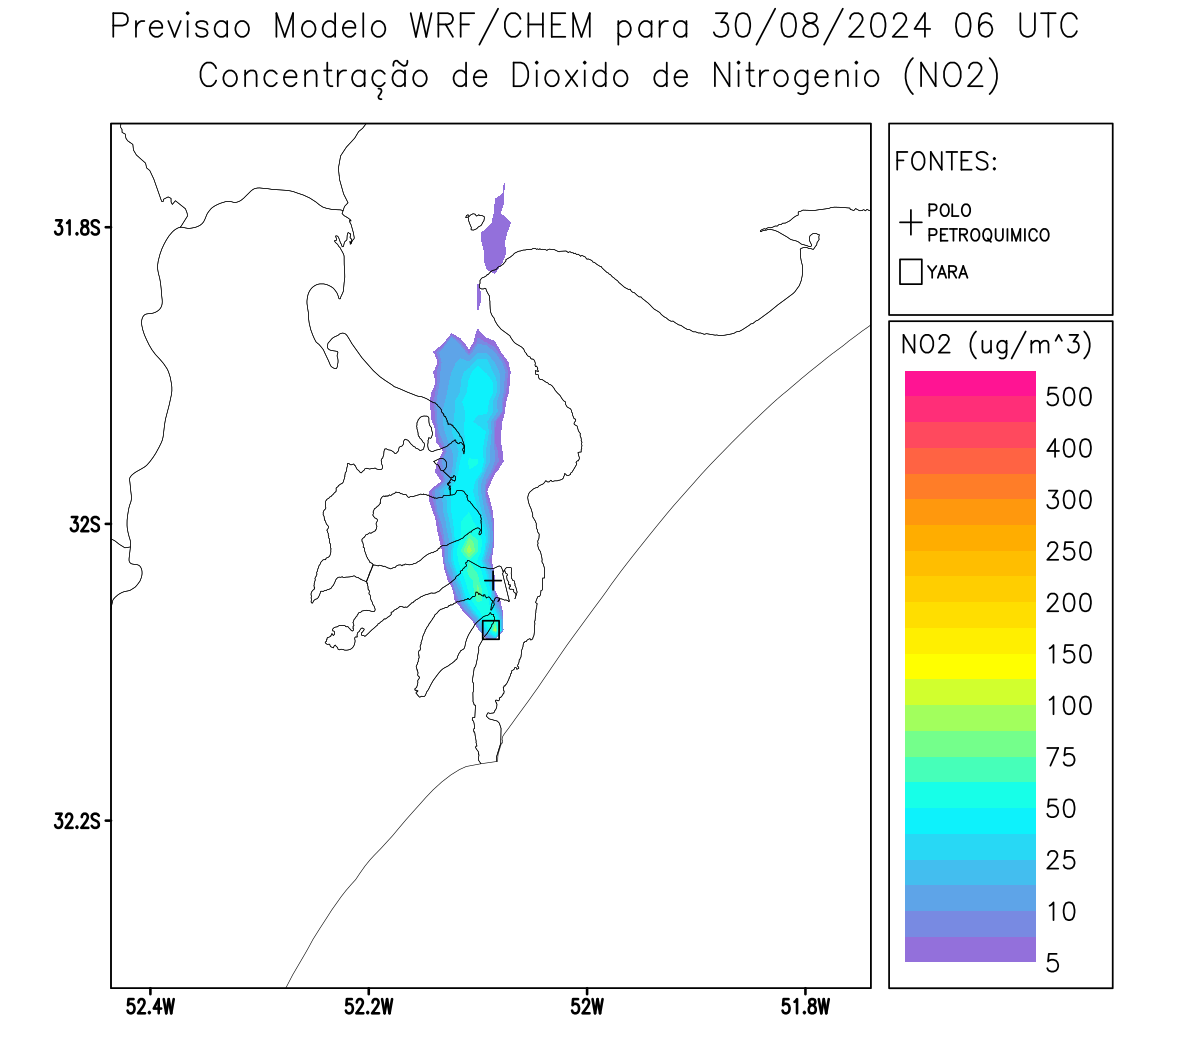 Previsao Modelo WRF/CHEM para 30/08/2024 06 UTC
Concentração de Dioxido de Nitrogenio (NO2)
FONTES:
POLO
PETROQUIMICO
YARA
31.8S
32S
32.2S
52.4W
52.2W
52W
51.8W
NO2 (ug/m^3)
500
400
300
250
200
150
100
75
50
25
10
5